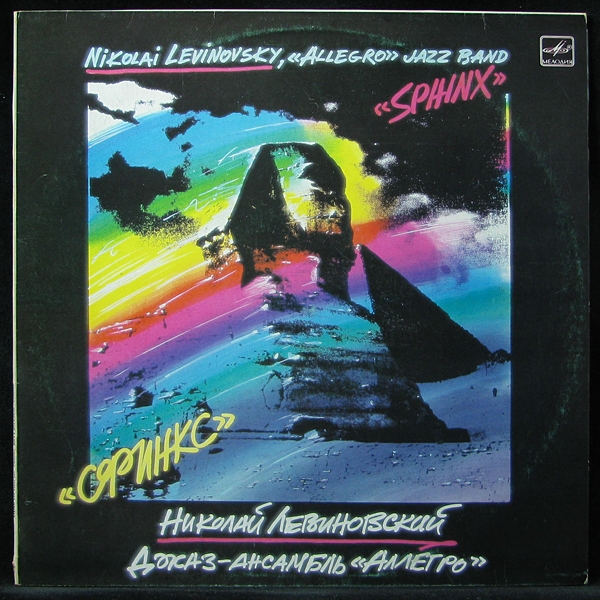 Nikolai Levinovsky, «Allegro» jazz band
МЕЛОДИЯ
«SPHINX»
«СФИНКС»
Николай Левиновский
Джаз-ансамбль «Аллегро»